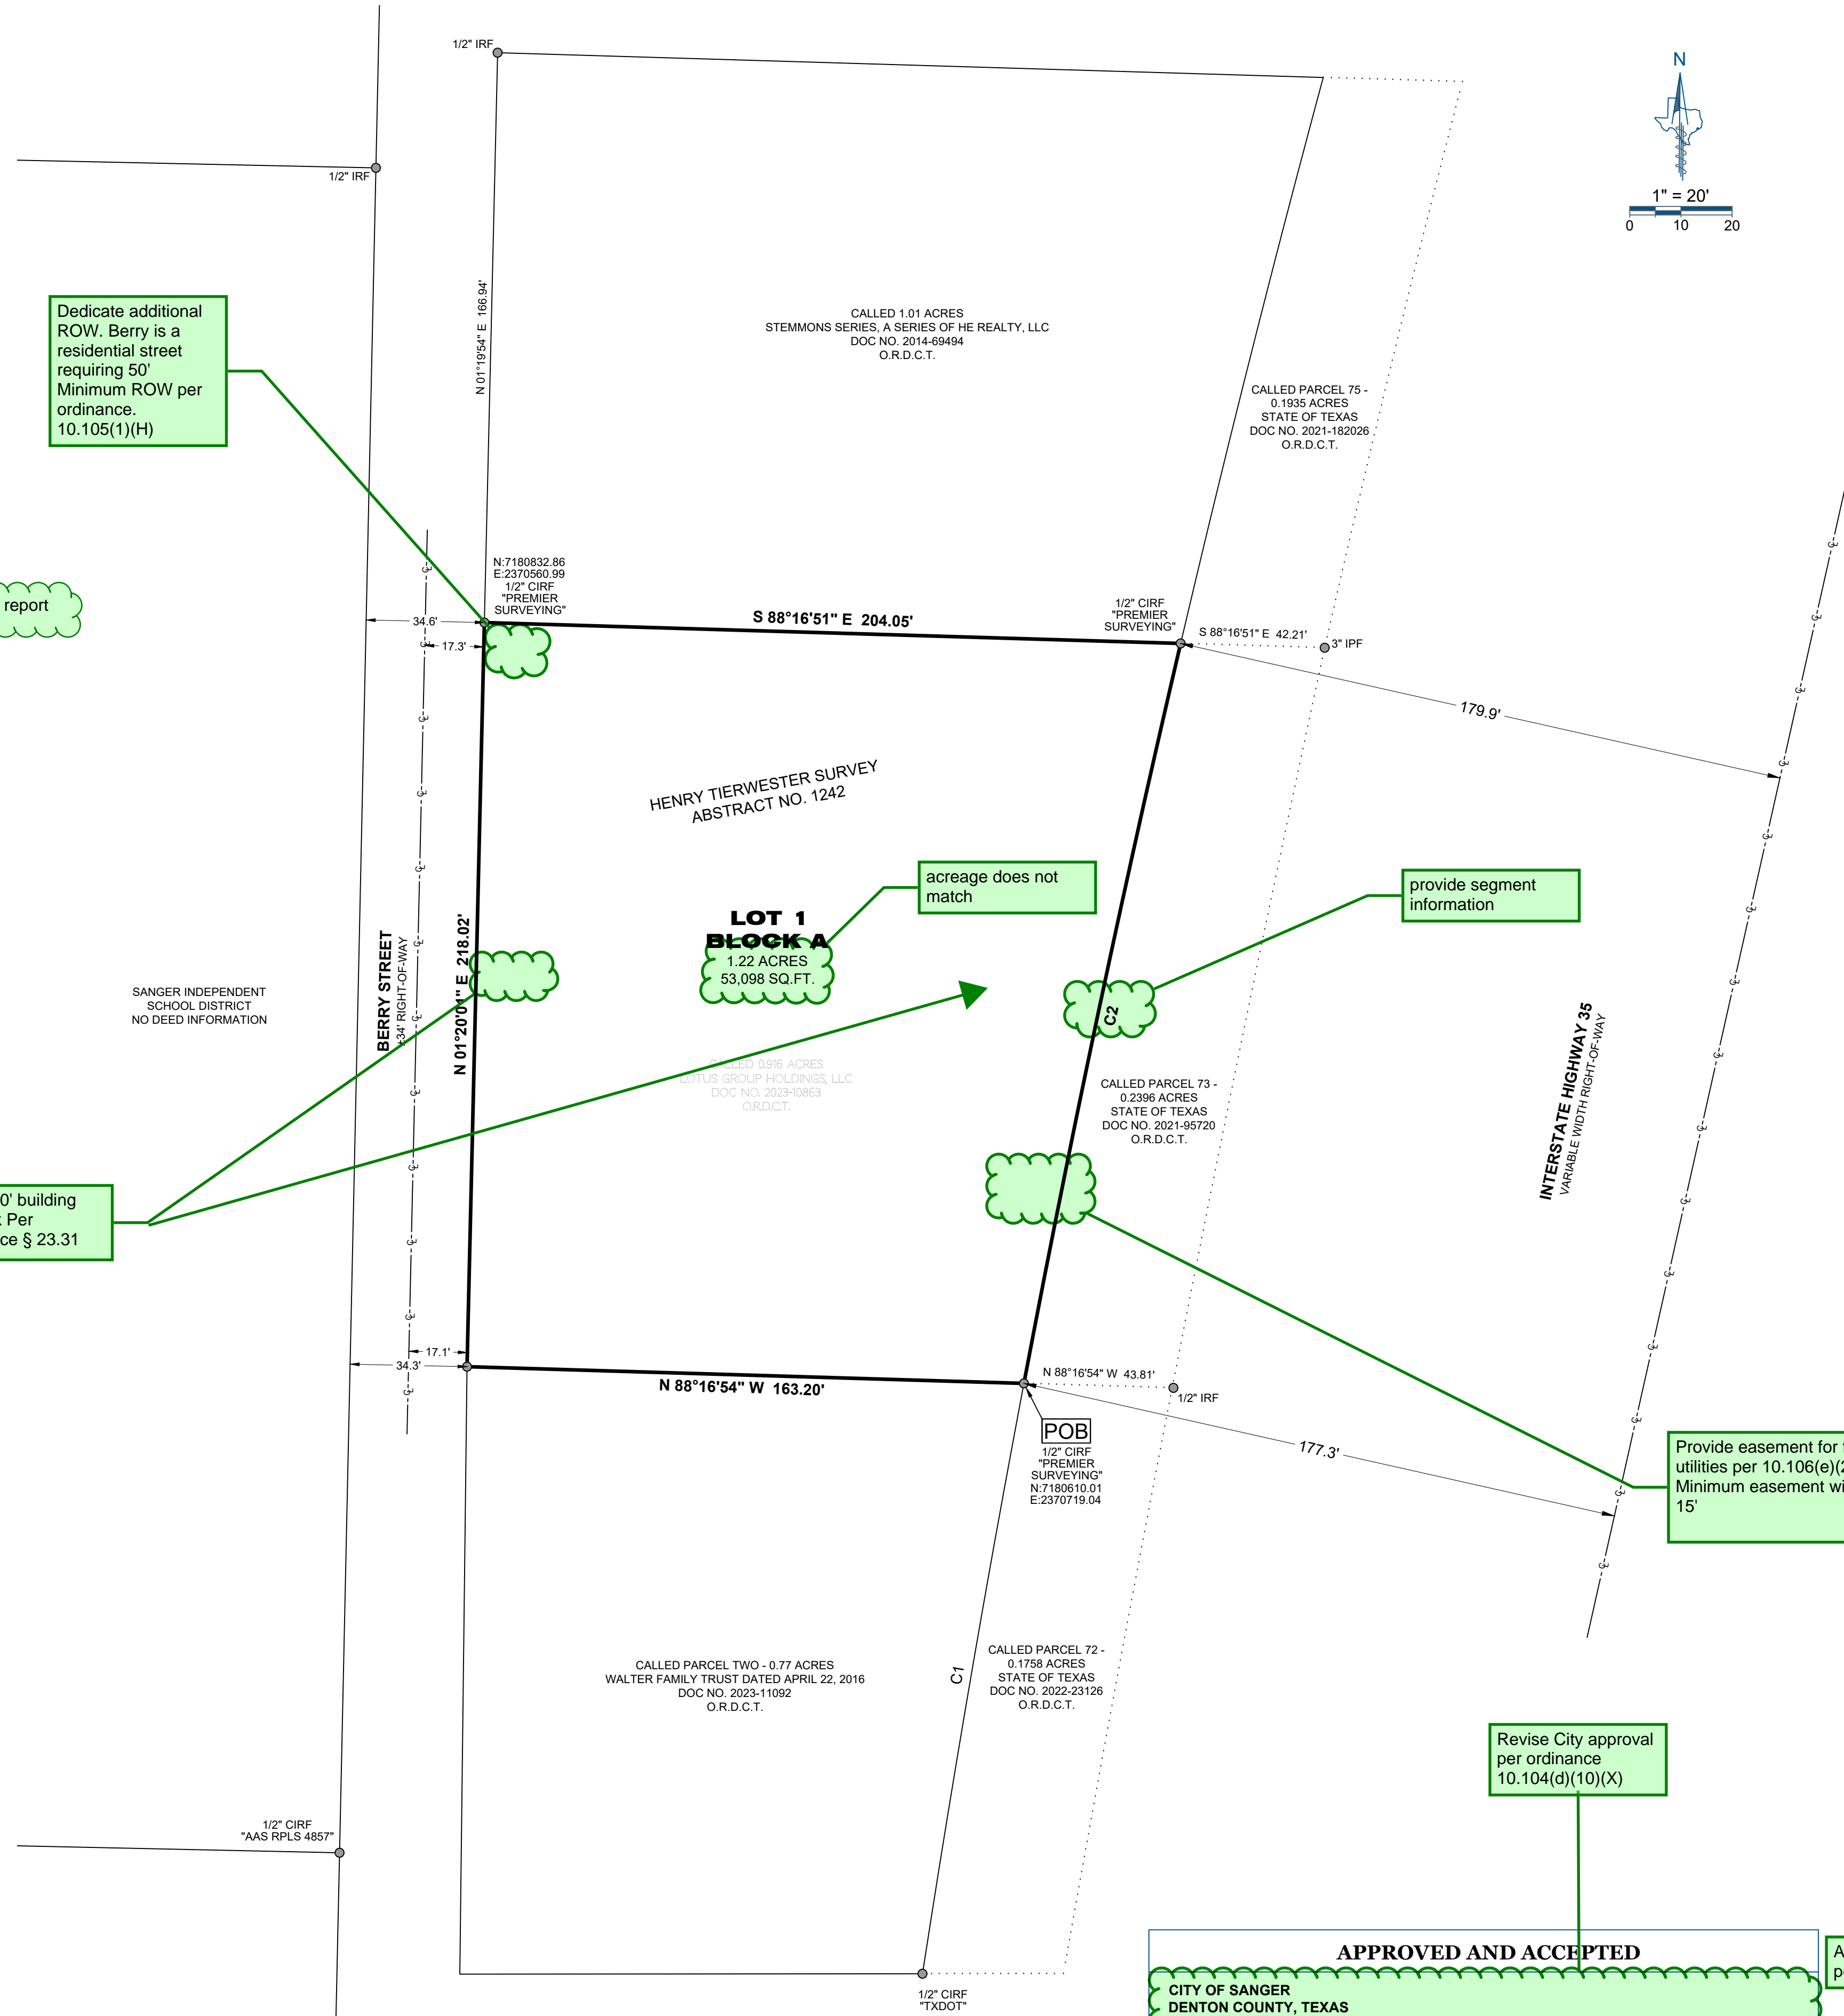 1/2" IRF
N
1" = 20'
0 10 20
1/2" IRF
N 01°19'54" E 166.94'
Dedicate additional
ROW. Berry is a
residential street
requiring 50'
Minimum ROW per
ordinance.
10.105(1)(H)
CALLED 1.01 ACRES
STEMMONS SERIES, A SERIES OF HE REALTY, LLC
DOC NO. 2014-69494
O.R.D.C.T.
CALLED PARCEL 75 -
0.1935 ACRES
STATE OF TEXAS
DOC NO. 2021-182026
O.R.D.C.T.
report
N:7180832.86
E:2370560.99
1/2" CIRF
"PREMIER
SURVEYING"
34.6'
17.3'
S 88°16'51" E 204.05'
1/2" CIRF
"PREMIER
SURVEYING"
S 88°16'51" E 42.21'
3" IPF
179.9'
HENRY TIERWESTER SURVEY
ABSTRACT NO. 1242
acreage does not
match
provide segment
information
LOT 1
BLOCK A
1.22 ACRES
53,098 SQ.FT.
C2
N 01°20'01" E 218.02'
BERRY STREET
±34' RIGHT-OF-WAY
SANGER INDEPENDENT
SCHOOL DISTRICT
NO DEED INFORMATION
CALLED 0.916 ACRES
LOTUS GROUP HOLDINGS, LLC
DOC NO. 2023-10863
O.R.D.C.T.
CALLED PARCEL 73 -
0.2396 ACRES
STATE OF TEXAS
DOC NO. 2021-95720
O.R.D.C.T.
INTERSTATE HIGHWAY 35
VARIABLE WIDTH RIGHT-OF-WAY
0' building
Per
ce § 23.31
17.1'
34.3'
N 88°16'54" W 163.20'
N 88°16'54" W 43.81'
1/2" IRF
POB
1/2" CIRF
"PREMIER
SURVEYING"
N:7180610.01
E:2370719.04
177.3'
Provide easement for
utilities per 10.106(e)(2
Minimum easement wi
15'
CALLED PARCEL TWO - 0.77 ACRES
WALTER FAMILY TRUST DATED APRIL 22, 2016
DOC NO. 2023-11092
O.R.D.C.T.
C1
CALLED PARCEL 72 -
0.1758 ACRES
STATE OF TEXAS
DOC NO. 2022-23126
O.R.D.C.T.
Revise City approval
per ordinance
10.104(d)(10)(X)
1/2" CIRF
"AAS RPLS 4857"
1/2" CIRF
"TXDOT"
APPROVED AND ACCEPTED
CITY OF SANGER
DENTON COUNTY, TEXAS